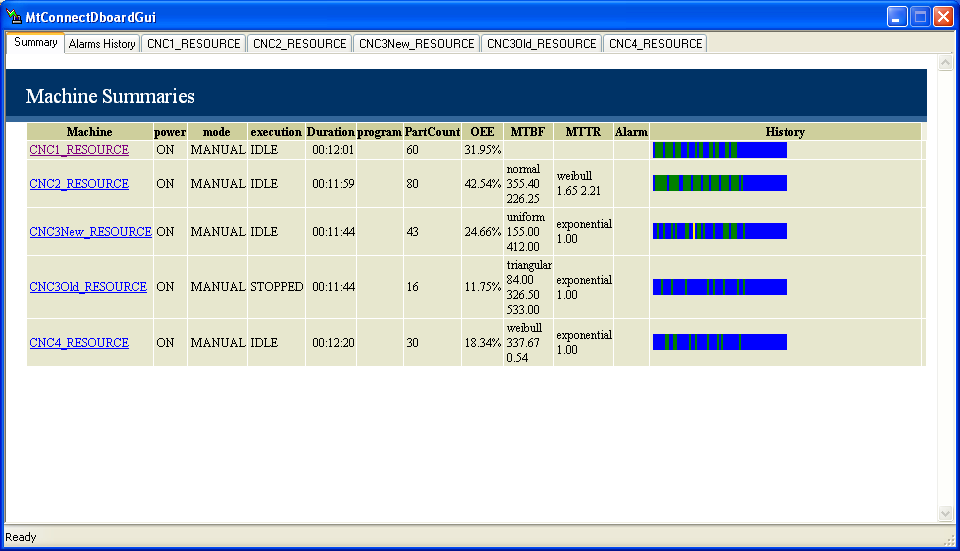 MtConnectDboardGui
Summary Alarms History CNC1_RESOURCE CNC2_RESOURCE CNC3New_RESOURCE CNC3Old_RESOURCE CNC4_RESOURCE
Machine Summaries
Machine power mode execution Duration program PartCount OEE MTBF MTTR Alarm History
CNC1_RESOURCE ON MANUAL IDLE 00:12:01 60 31.95%
CNC2_RESOURCE ON MANUAL IDLE 00:11:59 80 42.54% normal 355.40 226.25 weibull 1.65 2.21
CNC3New_RESOURCE ON MANUAL IDLE 00:11:44 43 24.66% uniform 155.00 412.00 exponential 1.00
CNC3Old_RESOURCE ON MANUAL STOPPED 00:11:44 16 11.75% triangular 84.00 326.50 533.00 exponential 1.00
CNC4_RESOURCE ON MANUAL IDLE 00:12:20 30 18.34% weibull 337.67 0.54 exponential 1.00
Ready